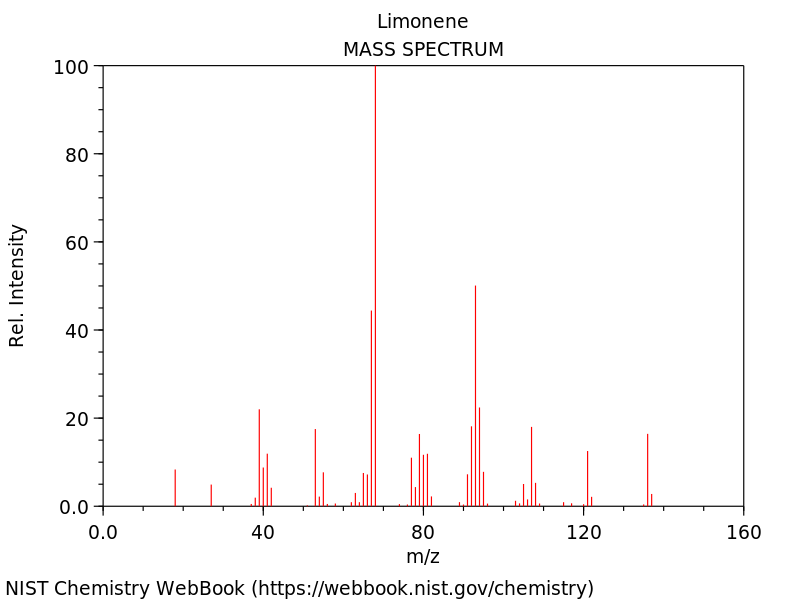 Limonene
MASS SPECTRUM
100
80
60
40
20
0.0
Rel. Intensity
0.0 40 80 120 160
m/z
NIST Chemistry WebBook (https://webbook.nist.gov/chemistry)